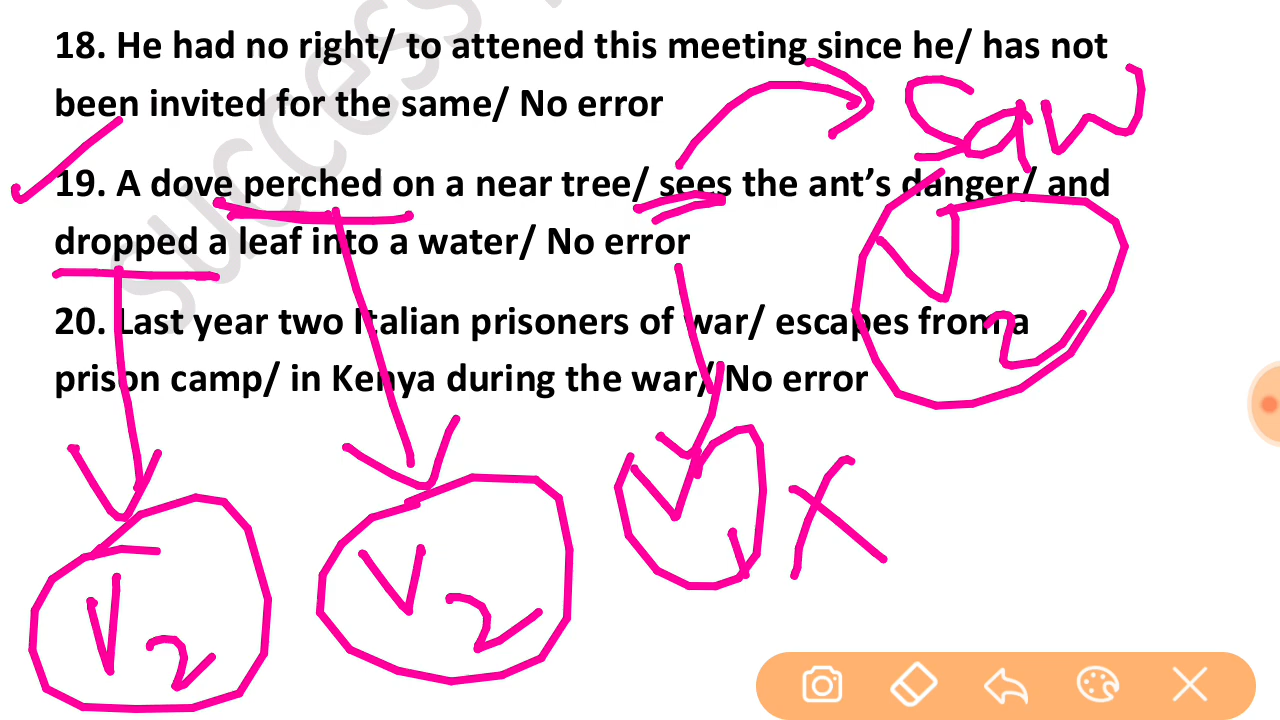 18. He had no right/ to attened this meeting since he/ has not
been invited for the same/ No error
saw
19. A dove perched on a near tree/ sees the ant's danger/ and
dropped a leaf into a water/ No error
V2
20. Last year two Italian prisoners of war/ escapes from a
prison camp/ in Kenya during the war/ No error
V2 V2 V1 X
success